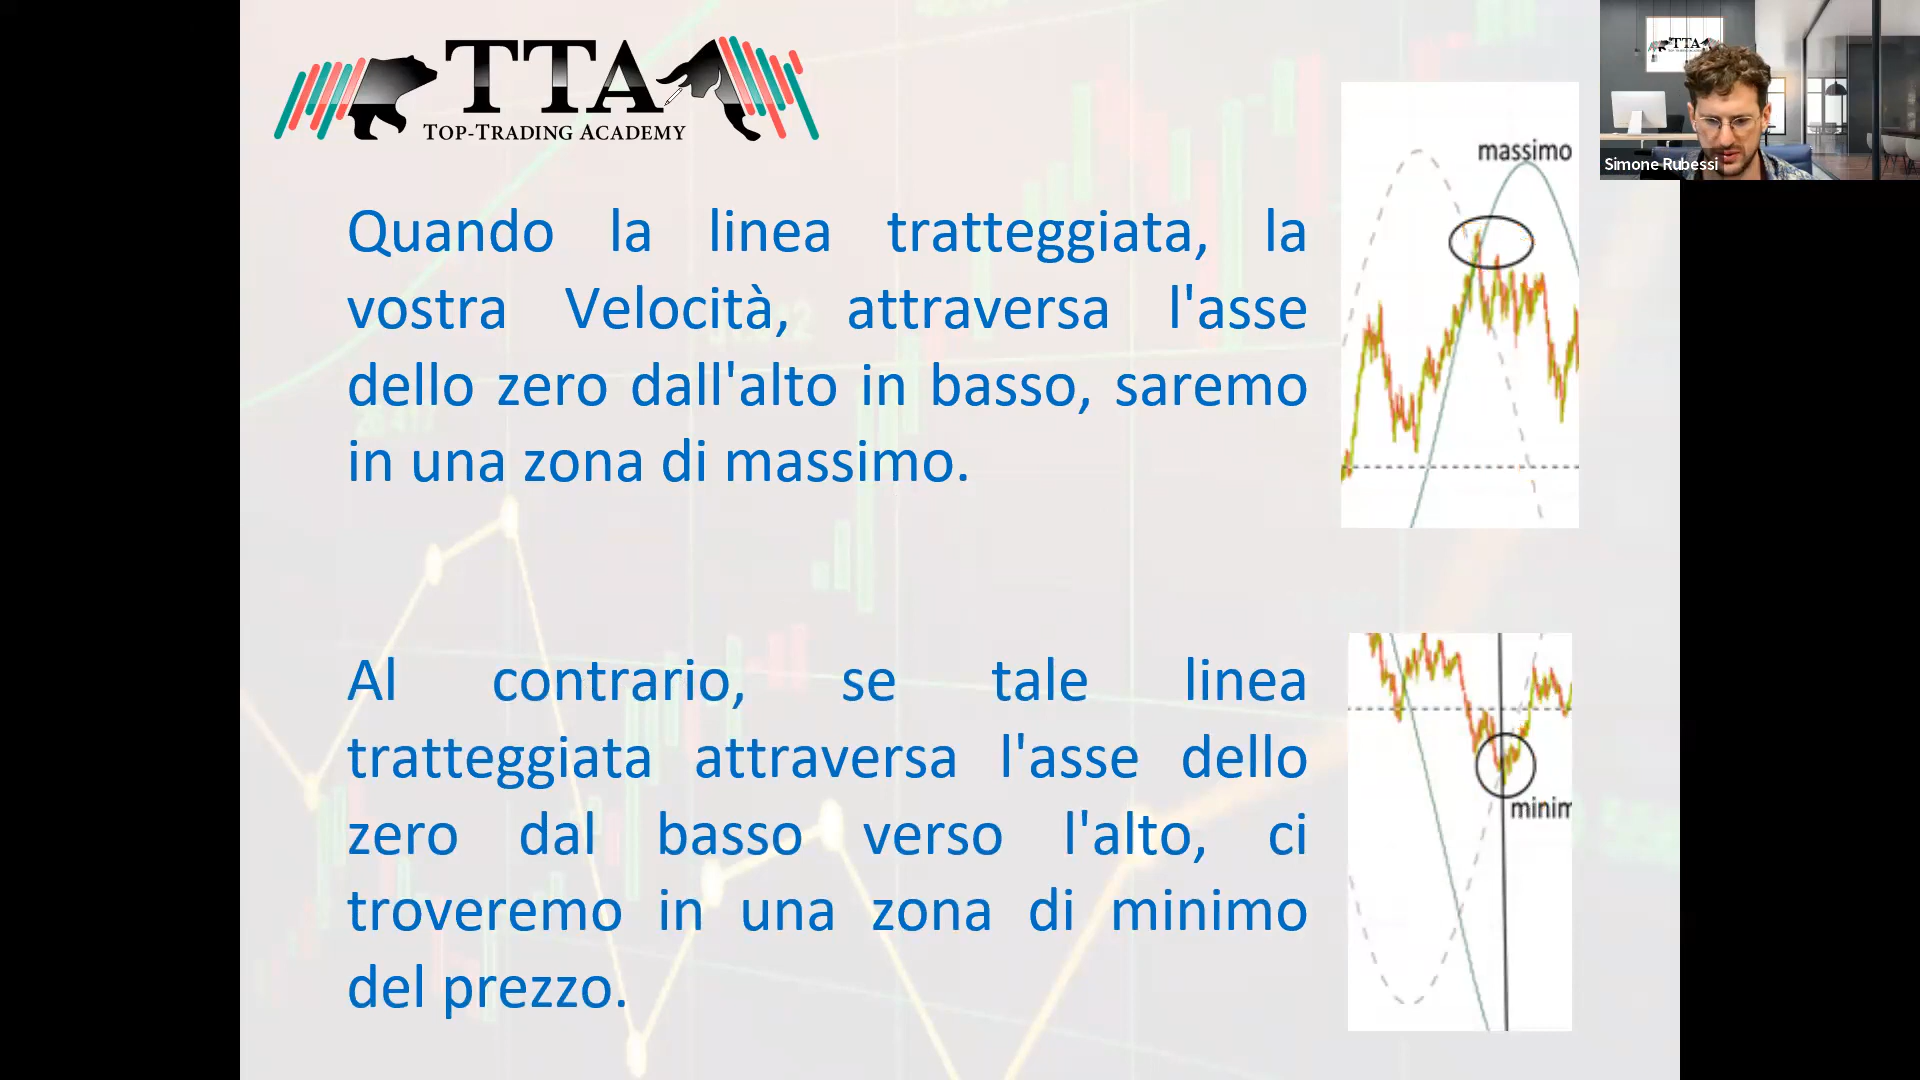 TTA
TOP-TRADING ACADEMY
TTA
Simone Rubessi
massimo
Quando la linea tratteggiata, la
vostra Velocità, attraversa l'asse
dello zero dall'alto in basso, saremo
in una zona di massimo.
Al contrario, se tale linea
tratteggiata attraversa l'asse dello
zero dal basso verso l'alto, ci
troveremo in una zona di minimo
del prezzo.
minim